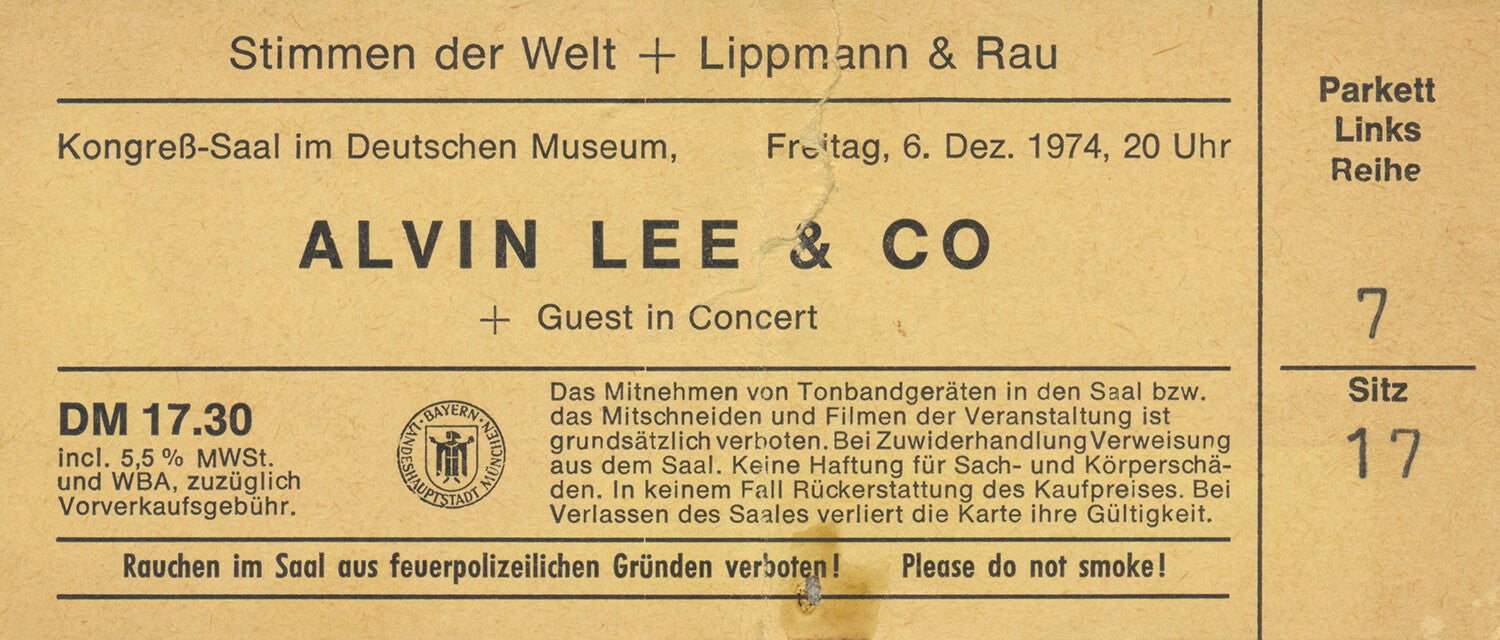 Stimmen der Welt + Lippmann & Rau
Kongreß-Saal im Deutschen Museum, Freitag, 6. Dez. 1974, 20 Uhr
ALVIN LEE & CO
+ Guest in Concert
DM 17.30
incl. 5,5 % MWSt.
und WBA, zuzüglich
Vorverkaufsgebühr.
· BAYERN · LANDESHAUPTSTADT MÜNCHEN
Das Mitnehmen von Tonbandgeräten in den Saal bzw.
das Mitschneiden und Filmen der Veranstaltung ist
grundsätzlich verboten. Bei Zuwiderhandlung Verweisung
aus dem Saal. Keine Haftung für Sach- und Körperschä-
den. In keinem Fall Rückerstattung des Kaufpreises. Bei
Verlassen des Saales verliert die Karte ihre Gültigkeit.
Rauchen im Saal aus feuerpolizeilichen Gründen verboten! Please do not smoke!
Parkett
Links
Reihe
7
Sitz
17